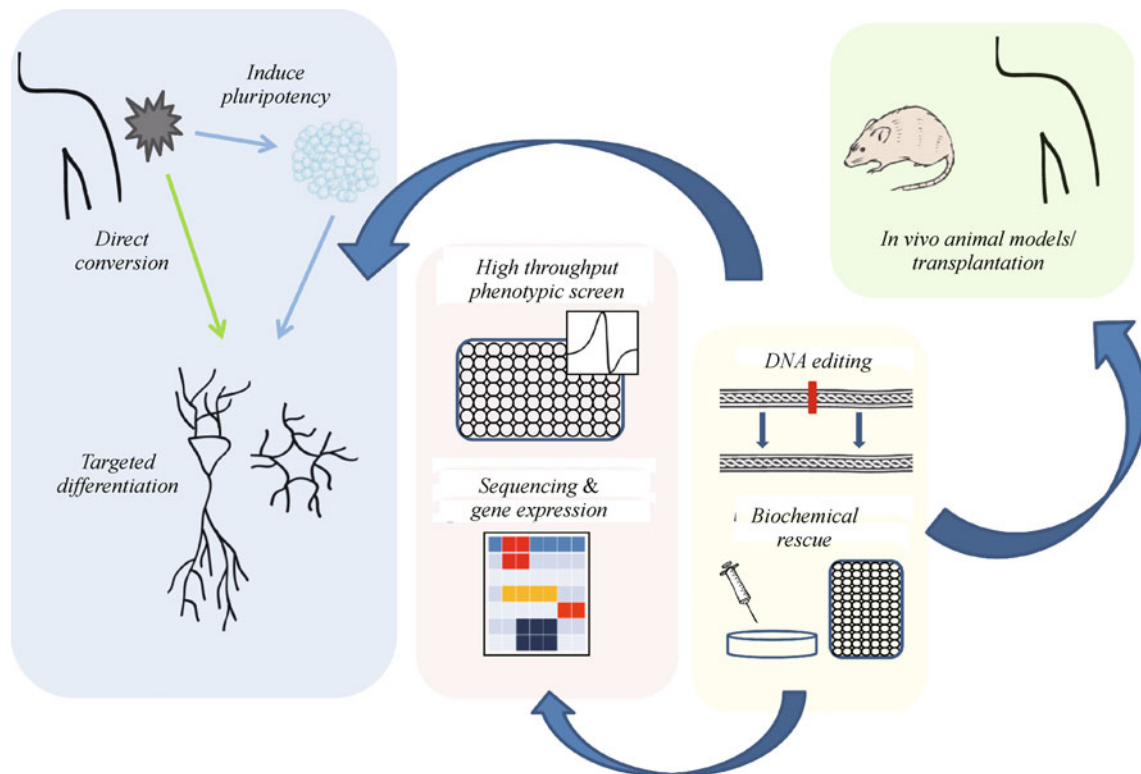 Induce
pluripotency
Direct
conversion
Targeted
differentiation
High throughput
phenotypic screen
Sequencing &
gene expression
DNA editing
Biochemical
rescue
In vivo animal models/
transplantation